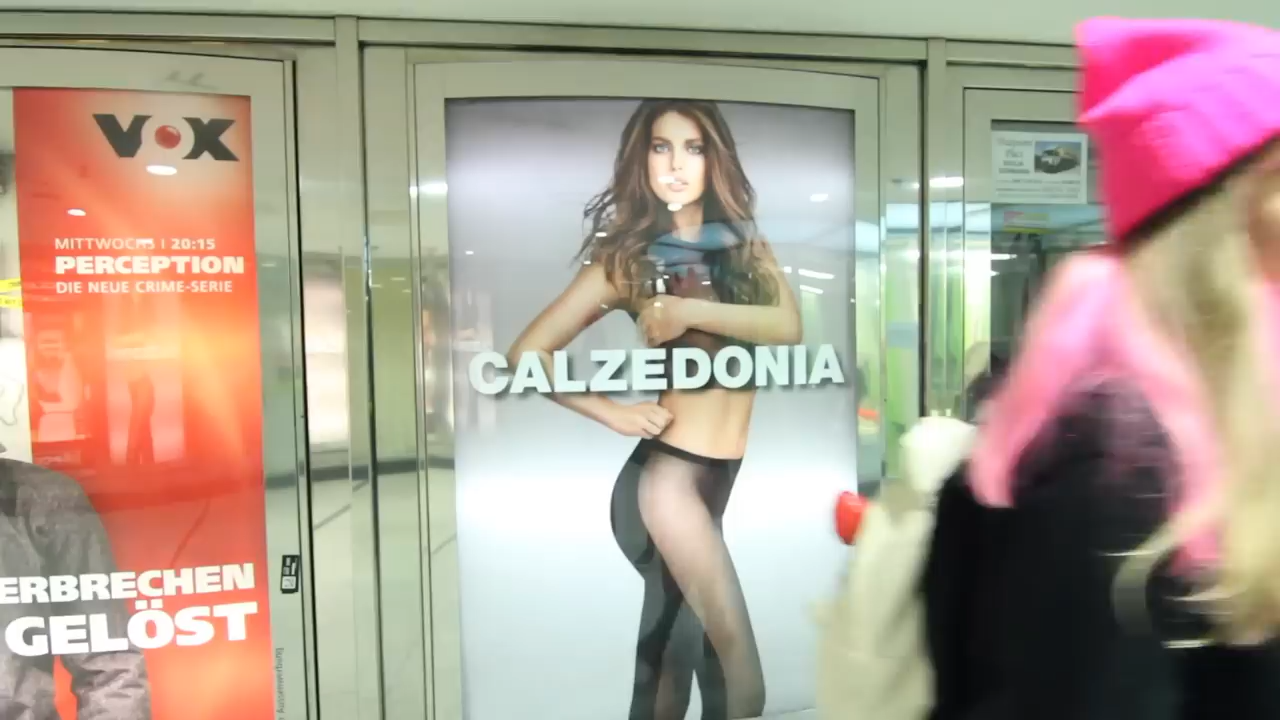 VOX
MITTWOCHS | 20:15
PERCEPTION
DIE NEUE CRIME-SERIE
ERBRECHEN
GELÖST
CALZEDONIA